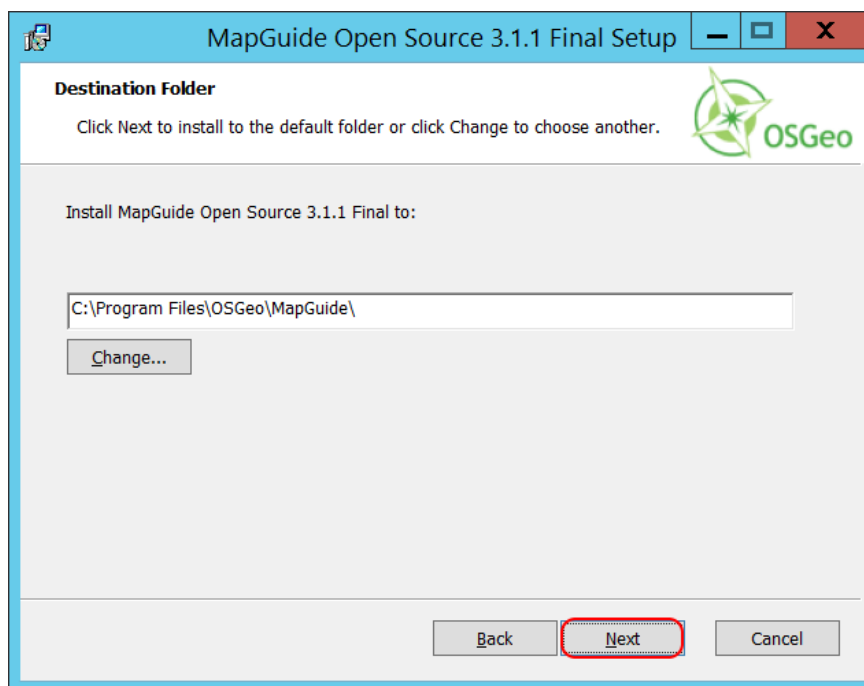 MapGuide Open Source 3.1.1 Final Setup
Destination Folder
Click Next to install to the default folder or click Change to choose another.
OSGeo
Install MapGuide Open Source 3.1.1 Final to:
C:\Program Files\OSGeo\MapGuide\
Change...
Back Next Cancel